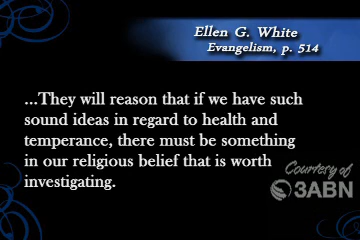 Ellen G. White
Evangelism, p. 514
...They will reason that if we have such
sound ideas in regard to health and
temperance, there must be something
in our religious belief that is worth
investigating.
Courtesy of
3ABN